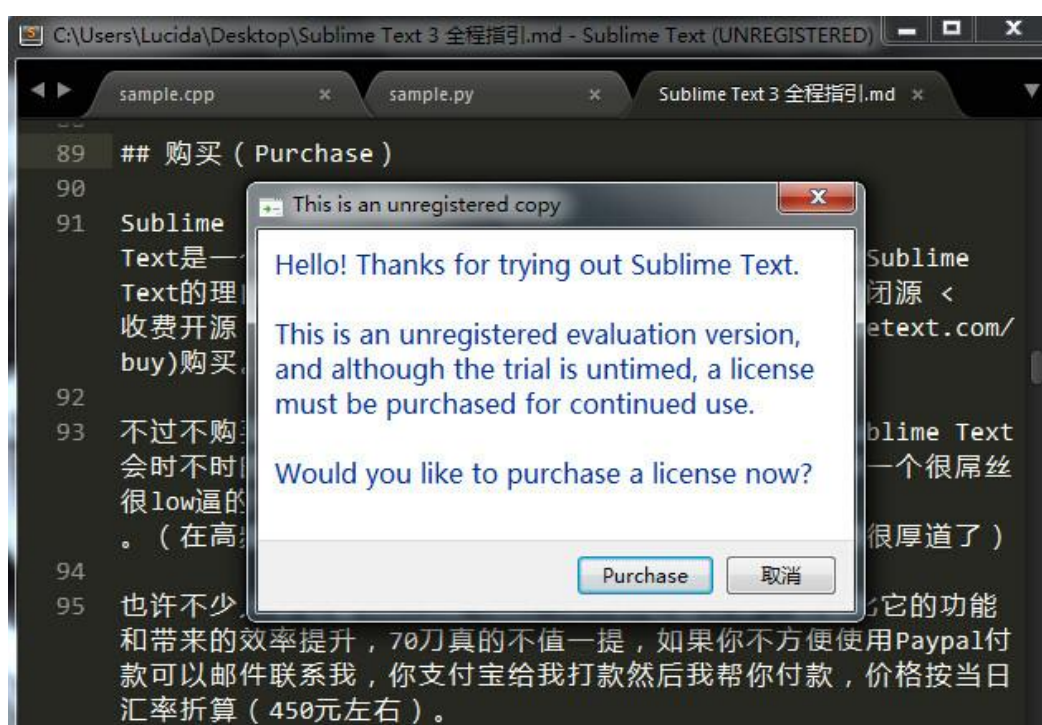 C:\Users\Lucida\Desktop\Sublime Text 3 全程指引.md - Sublime Text (UNREGISTERED)
sample.cpp
sample.py
Sublime Text 3 全程指引.md
89 ## 购买（Purchase）
90
91 Sublime
Text是一 Sublime
Text的理 闭源 <
收费开源 etext.com/
buy)购买
92
93 不过不购 blime Text
会时不时 一个很屌丝
很low逼的
。（在高 很厚道了）
94
95 也许不少 它的功能
和带来的效率提升，70刀真的不值一提，如果你不方便使用Paypal付
款可以邮件联系我，你支付宝给我打款然后我帮你付款，价格按当日
汇率折算（450元左右）。
This is an unregistered copy
Hello! Thanks for trying out Sublime Text.
This is an unregistered evaluation version,
and although the trial is untimed, a license
must be purchased for continued use.
Would you like to purchase a license now?
Purchase
取消